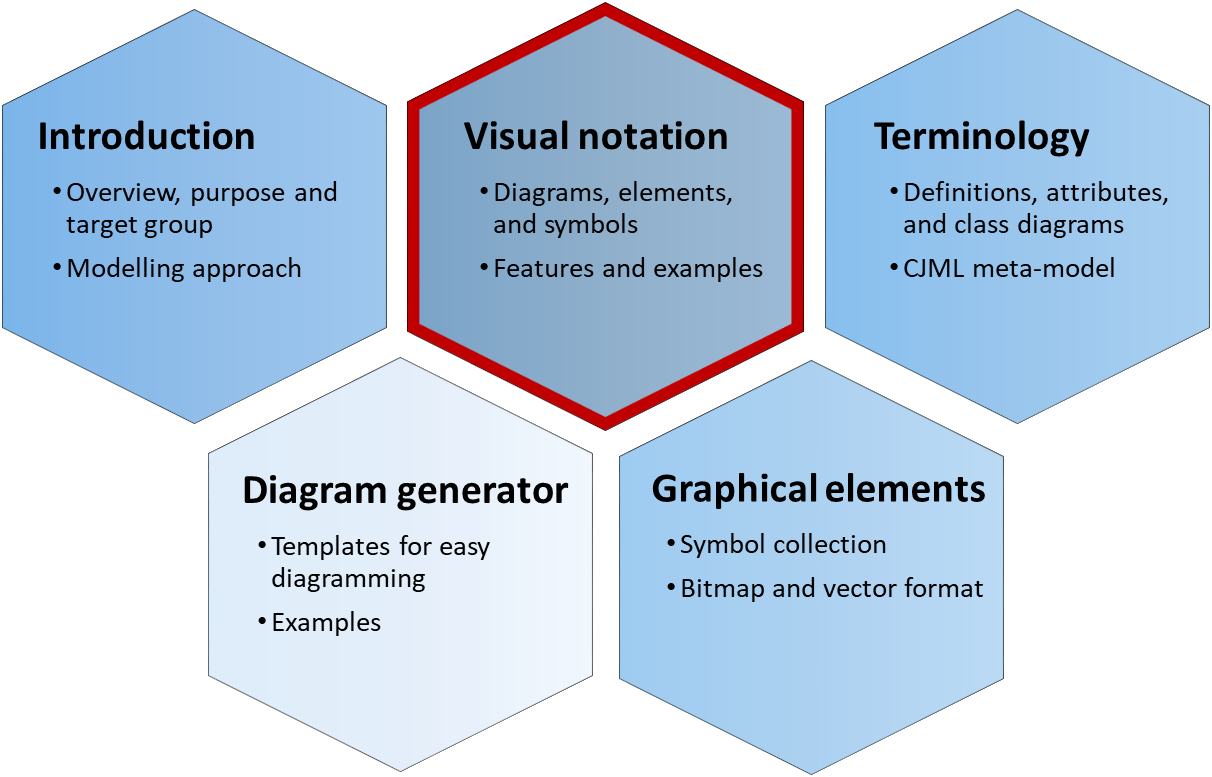 Introduction
• Overview, purpose and
target group
• Modelling approach
Visual notation
• Diagrams, elements,
and symbols
• Features and examples
Terminology
• Definitions, attributes,
and class diagrams
• CJML meta-model
Diagram generator
• Templates for easy
diagramming
• Examples
Graphical elements
• Symbol collection
• Bitmap and vector format